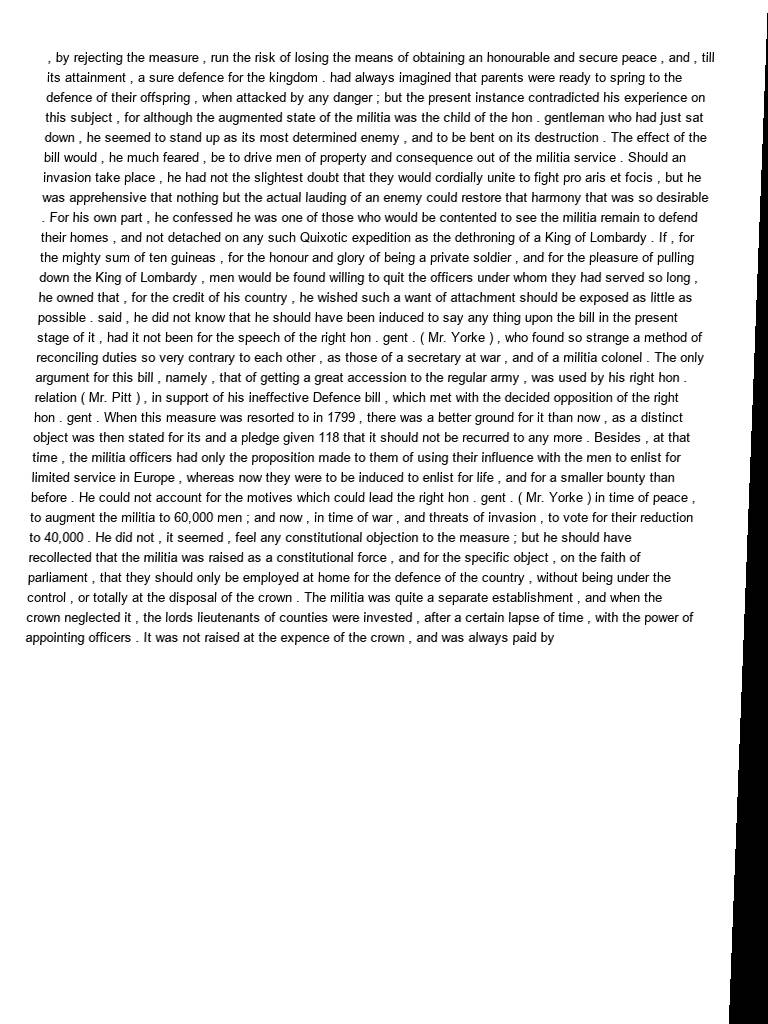 , by rejecting the measure , run the risk of losing the means of obtaining an honourable and secure peace , and , till
its attainment , a sure defence for the kingdom . had always imagined that parents were ready to spring to the
defence of their offspring , when attacked by any danger ; but the present instance contradicted his experience on
this subject , for although the augmented state of the militia was the child of the hon . gentleman who had just sat
down , he seemed to stand up as its most determined enemy , and to be bent on its destruction . The effect of the
bill would , he much feared , be to drive men of property and consequence out of the militia service . Should an
invasion take place , he had not the slightest doubt that they would cordially unite to fight pro aris et focis , but he
was apprehensive that nothing but the actual lauding of an enemy could restore that harmony that was so desirable
. For his own part , he confessed he was one of those who would be contented to see the militia remain to defend
their homes , and not detached on any such Quixotic expedition as the dethroning of a King of Lombardy . If , for
the mighty sum of ten guineas , for the honour and glory of being a private soldier , and for the pleasure of pulling
down the King of Lombardy , men would be found willing to quit the officers under whom they had served so long ,
he owned that , for the credit of his country , he wished such a want of attachment should be exposed as little as
possible . said , he did not know that he should have been induced to say any thing upon the bill in the present
stage of it , had it not been for the speech of the right hon . gent . ( Mr. Yorke ) , who found so strange a method of
reconciling duties so very contrary to each other , as those of a secretary at war , and of a militia colonel . The only
argument for this bill , namely , that of getting a great accession to the regular army , was used by his right hon .
relation ( Mr. Pitt ) , in support of his ineffective Defence bill , which met with the decided opposition of the right
hon . gent . When this measure was resorted to in 1799 , there was a better ground for it than now , as a distinct
object was then stated for its and a pledge given 118 that it should not be recurred to any more . Besides , at that
time , the militia officers had only the proposition made to them of using their influence with the men to enlist for
limited service in Europe , whereas now they were to be induced to enlist for life , and for a smaller bounty than
before . He could not account for the motives which could lead the right hon . gent . ( Mr. Yorke ) in time of peace ,
to augment the militia to 60,000 men ; and now , in time of war , and threats of invasion , to vote for their reduction
to 40,000 . He did not , it seemed , feel any constitutional objection to the measure ; but he should have
recollected that the militia was raised as a constitutional force , and for the specific object , on the faith of
parliament , that they should only be employed at home for the defence of the country , without being under the
control , or totally at the disposal of the crown . The militia was quite a separate establishment , and when the
crown neglected it , the lords lieutenants of counties were invested , after a certain lapse of time , with the power of
appointing officers . It was not raised at the expence of the crown , and was always paid by